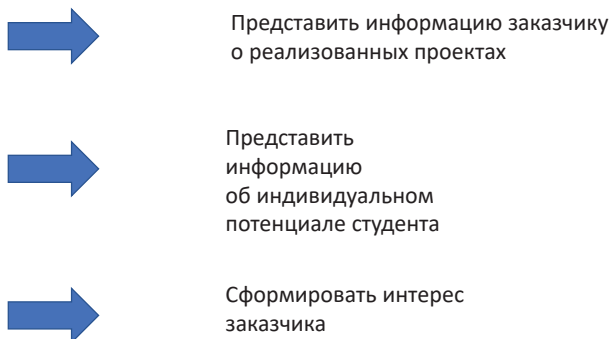 Представить информацию заказчику
о реализованных проектах
Представить
информацию
об индивидуальном
потенциале студента
Сформировать интерес
заказчика